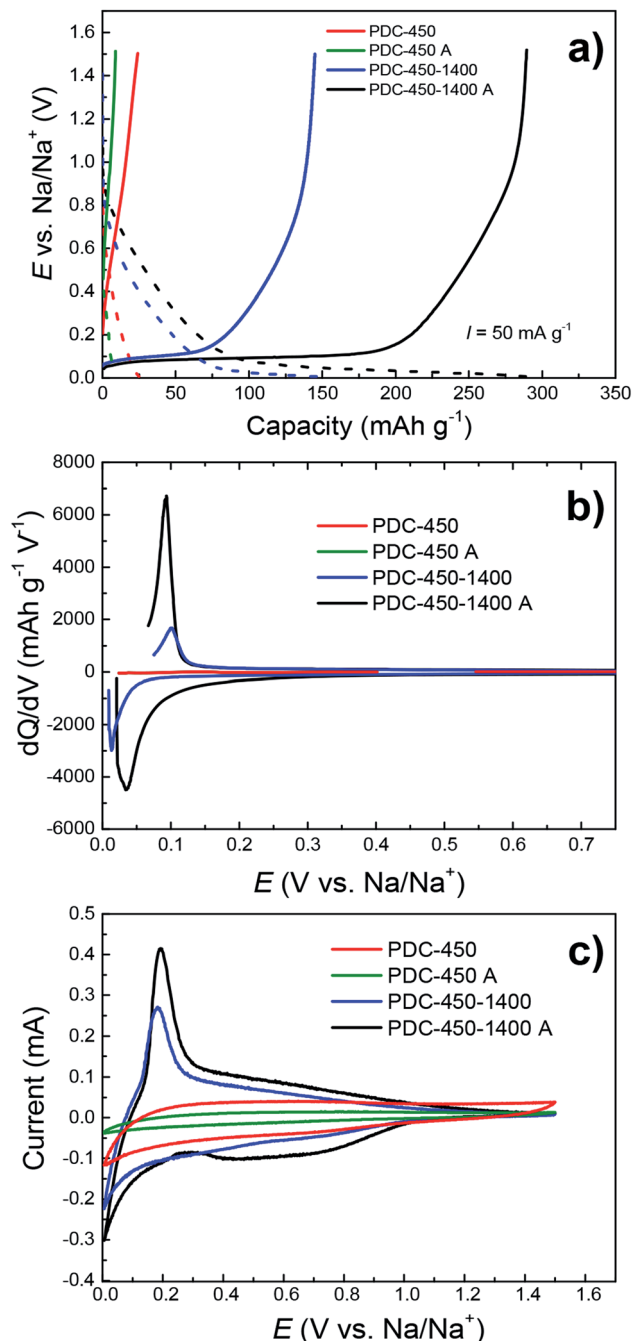 a)
PDC-450
PDC-450 A
PDC-450-1400
PDC-450-1400 A
E vs. Na/Na⁺ (V)
1.6
1.4
1.2
1.0
0.8
0.6
0.4
0.2
0.0
I = 50 mA g⁻¹
0 50 100 150 200 250 300 350
Capacity (mAh g⁻¹)
b)
PDC-450
PDC-450 A
PDC-450-1400
PDC-450-1400 A
dQ/dV (mAh g⁻¹ V⁻¹)
8000
6000
4000
2000
0
-2000
-4000
-6000
0.0 0.1 0.2 0.3 0.4 0.5 0.6 0.7
E (V vs. Na/Na⁺)
c)
PDC-450
PDC-450 A
PDC-450-1400
PDC-450-1400 A
Current (mA)
0.5
0.4
0.3
0.2
0.1
0.0
-0.1
-0.2
-0.3
-0.4
0.0 0.2 0.4 0.6 0.8 1.0 1.2 1.4 1.6
E (V vs. Na/Na⁺)